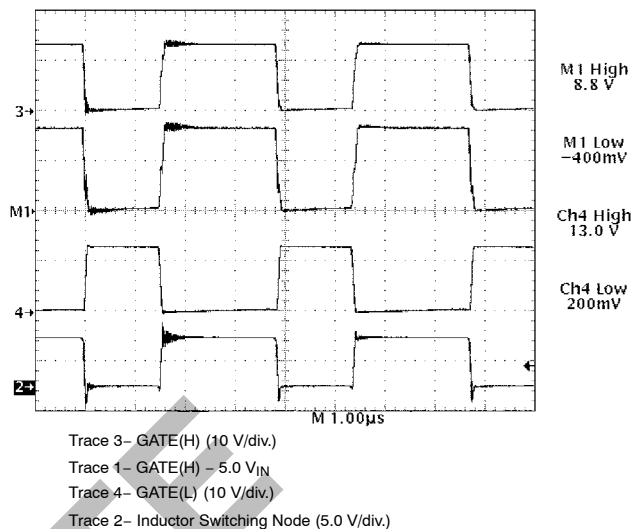 3→
M1
4→
2→
M1 High
8.8 V
M1 Low
−400mV
Ch4 High
13.0 V
Ch4 Low
200mV
M 1.00µs
Trace 3− GATE(H) (10 V/div.)
Trace 1− GATE(H) − 5.0 VIN
Trace 4− GATE(L) (10 V/div.)
Trace 2− Inductor Switching Node (5.0 V/div.)